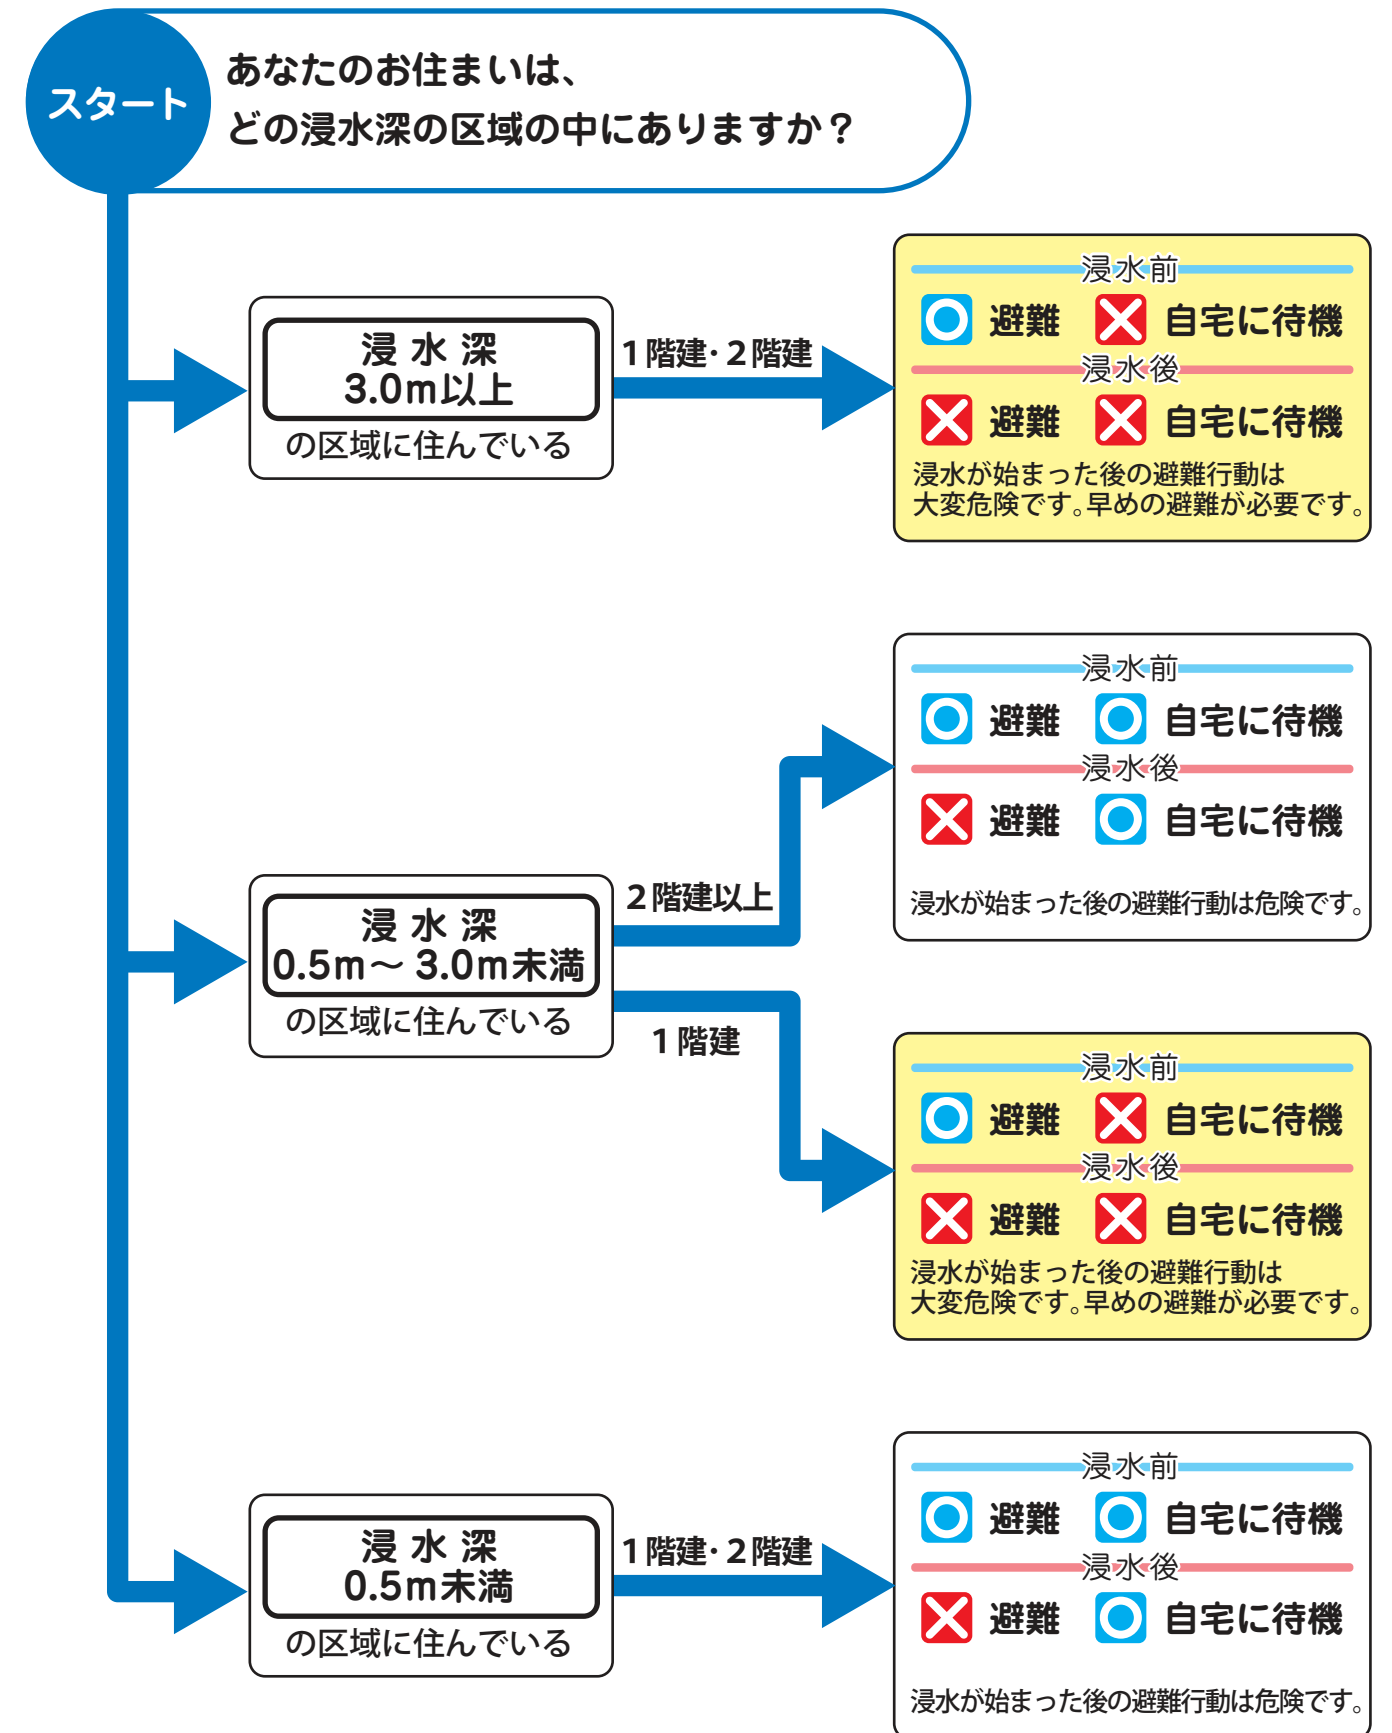 スタート
あなたのお住まいは、
どの浸水深の区域の中にありますか？
浸水深
3.0m以上
の区域に住んでいる
1階建・2階建
浸水前
避難 自宅に待機
浸水後
避難 自宅に待機
浸水が始まった後の避難行動は
大変危険です。早めの避難が必要です。
浸水深
0.5m～3.0m未満
の区域に住んでいる
2階建以上
浸水前
避難 自宅に待機
浸水後
避難 自宅に待機
浸水が始まった後の避難行動は危険です。
1階建
浸水前
避難 自宅に待機
浸水後
避難 自宅に待機
浸水が始まった後の避難行動は
大変危険です。早めの避難が必要です。
浸水深
0.5m未満
の区域に住んでいる
1階建・2階建
浸水前
避難 自宅に待機
浸水後
避難 自宅に待機
浸水が始まった後の避難行動は危険です。